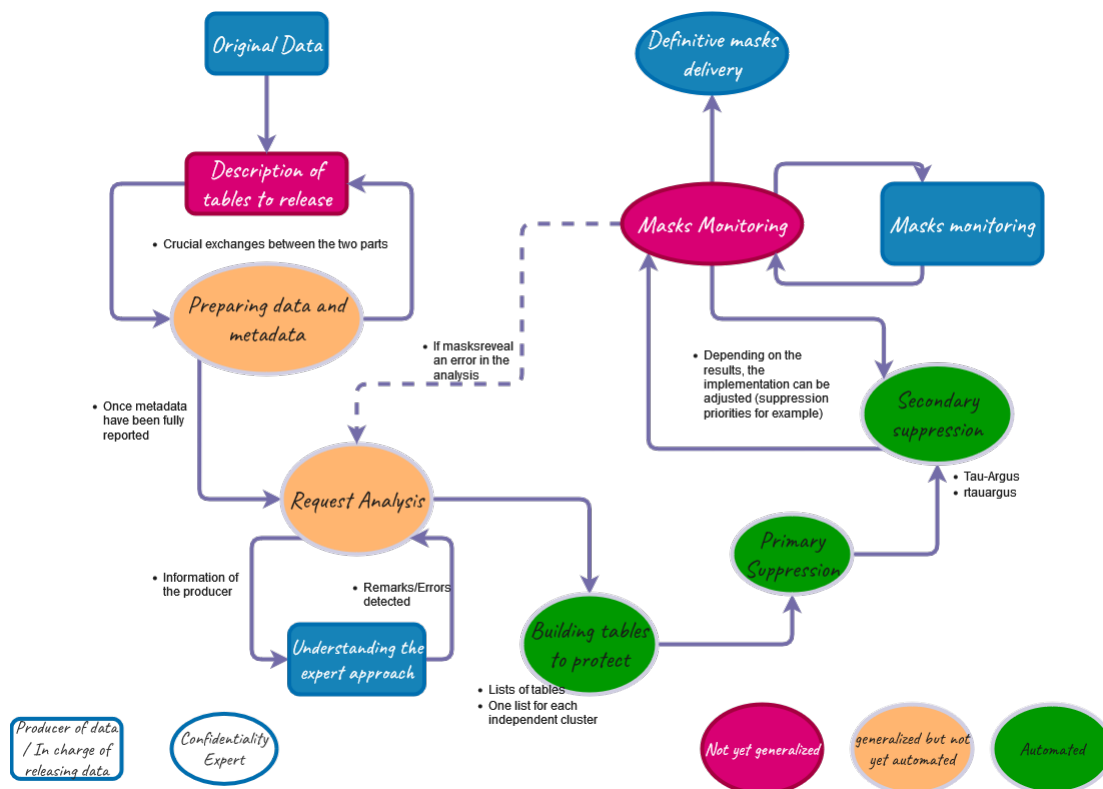 Original Data
Definitive masks
delivery
Description of
tables to release
Masks Monitoring
Masks monitoring
Crucial exchanges between the two parts
Preparing data and
metadata
If masksreveal
an error in the
analysis
Depending on the
results, the
implementation can be
adjusted (suppression
priorities for example)
Once metadata
have been fully
reported
Secondary
suppression
Tau-Argus
rtauargus
Request Analysis
Primary
Suppression
Information of
the producer
Remarks/Errors
detected
Understanding the
expert approach
Building tables
to protect
Lists of tables
One list for each
independent cluster
Producer of data
/ In charge of
releasing data
Confidentiality
Expert
Not yet generalized
generalized but not
yet automated
Automated